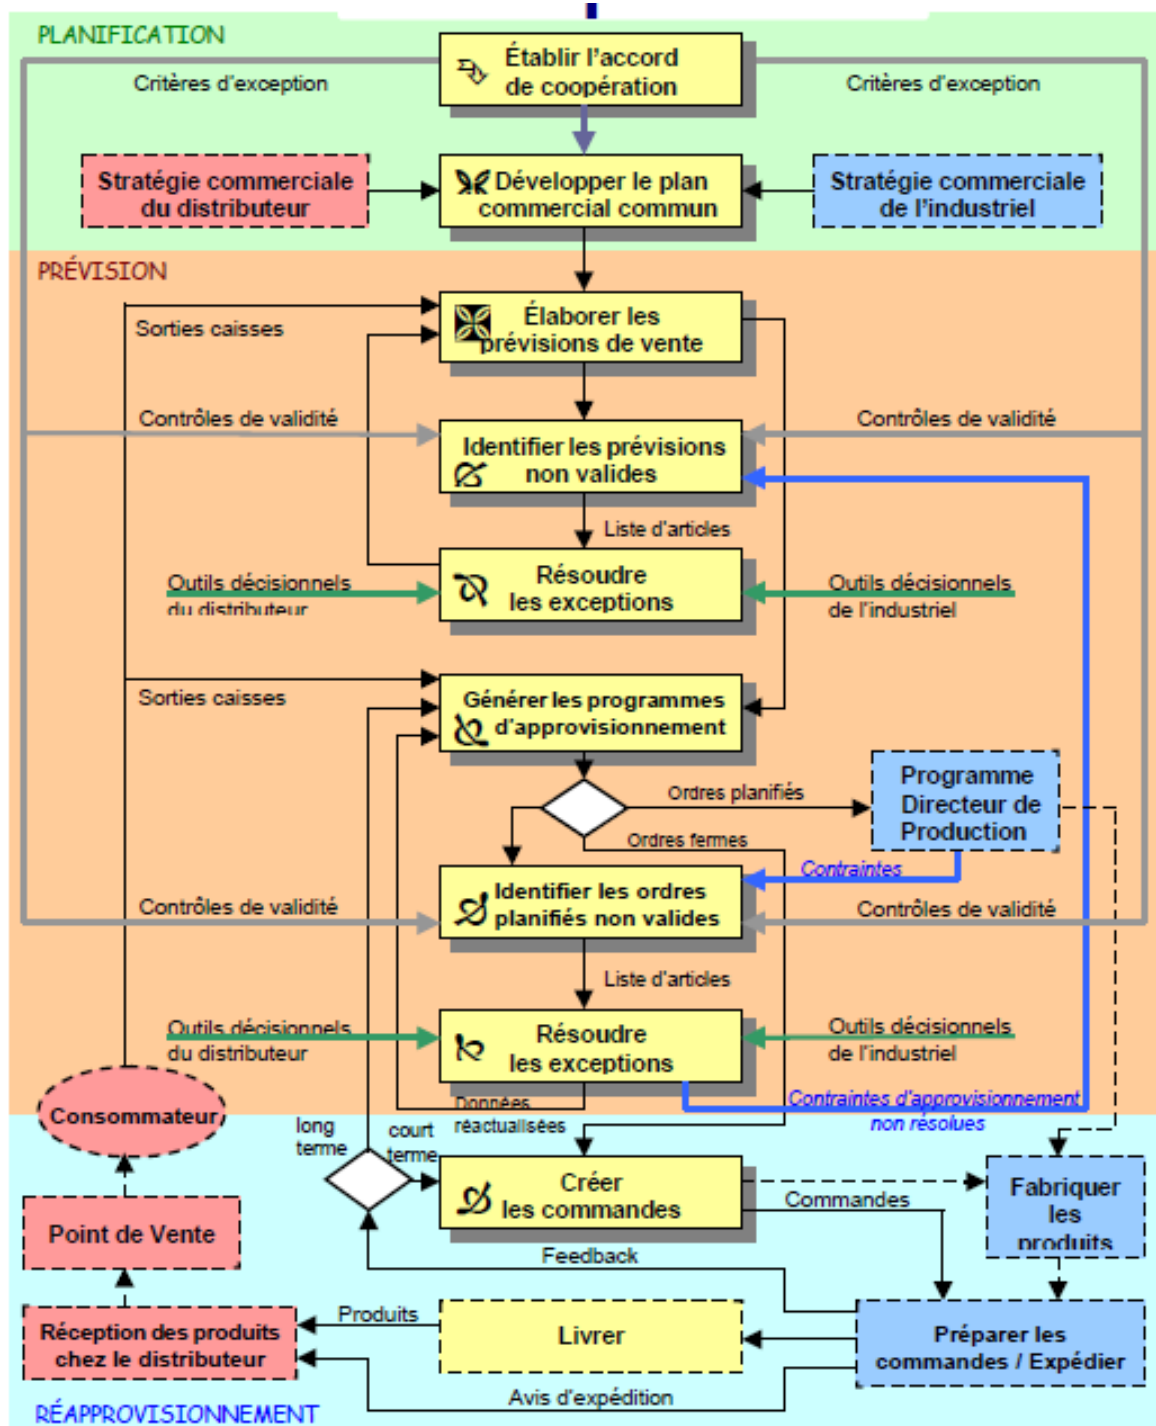 PLANIFICATION
Établir l'accord
de coopération
Critères d'exception
Critères d'exception
Stratégie commerciale
du distributeur
Développer le plan
commercial commun
Stratégie commerciale
de l'industriel
PRÉVISION
Élaborer les
prévisions de vente
Sorties caisses
Contrôles de validité
Contrôles de validité
Identifier les prévisions
non valides
Liste d'articles
Résoudre
les exceptions
Outils décisionnels
du distributeur
Outils décisionnels
de l'industriel
Sorties caisses
Générer les programmes
d'approvisionnement
Ordres planifiés
Programme
Directeur de
Production
Ordres fermes
Contraintes
Identifier les ordres
planifiés non valides
Contrôles de validité
Contrôles de validité
Liste d'articles
Résoudre
les exceptions
Outils décisionnels
du distributeur
Outils décisionnels
de l'industriel
Données
réactualisées
Contraintes d'approvisionnement
non résolues
Consommateur
long
terme
court
terme
Créer
les commandes
Commandes
Fabriquer
les
produits
Point de Vente
Feedback
Produits
Livrer
Réception des produits
chez le distributeur
Préparer les
commandes / Expédier
Avis d'expédition
RÉAPPROVISIONNEMENT